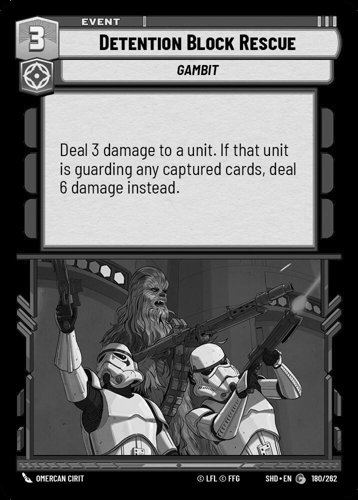 EVENT
3
DETENTION BLOCK RESCUE
GAMBIT
Deal 3 damage to a unit. If that unit
is guarding any captured cards, deal
6 damage instead.
OMERCAN CIRIT
© LFL © FFG
SHD • EN C 180/262